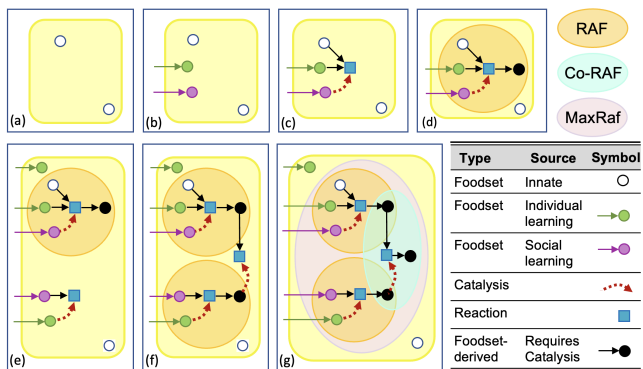 (a)
(b)
(c)
(d)
RAF
Co-RAF
MaxRaf
(e)
(f)
(g)
Type Source Symbol
Foodset Innate
Foodset Individual
learning
Foodset Social
learning
Catalysis
Reaction
Foodset- Requires
derived Catalysis